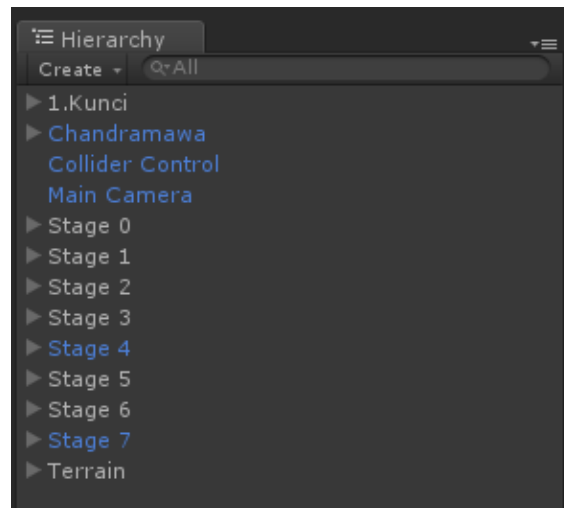 Hierarchy
Create All
1.Kunci
Chandramawa
Collider Control
Main Camera
Stage 0
Stage 1
Stage 2
Stage 3
Stage 4
Stage 5
Stage 6
Stage 7
Terrain